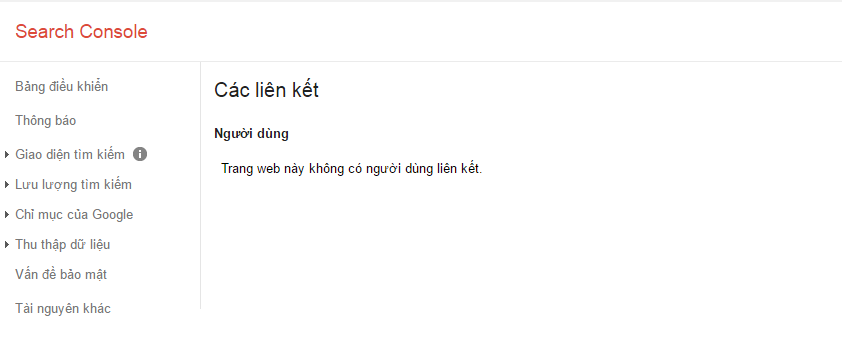 Search Console
Bảng điều khiển
Thông báo
Giao diện tìm kiếm
Lưu lượng tìm kiếm
Chỉ mục của Google
Thu thập dữ liệu
Vấn đề bảo mật
Tài nguyên khác
Các liên kết
Người dùng
Trang web này không có người dùng liên kết.